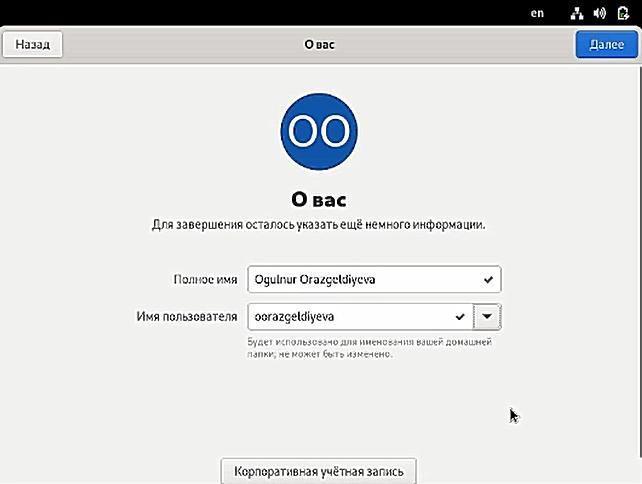 en
Назад
О вас
Далее
OO
О вас
Для завершения осталось указать ещё немного информации.
Полное имя
Ogulnur Orazgeldiyeva
Имя пользователя
oorazgeldiyeva
Будет использовано для именования вашей домашней
папки; не может быть изменено.
Корпоративная учётная запись